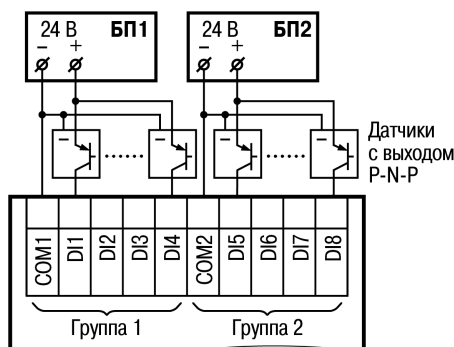 24 В БП1
− +
24 В БП2
− +
− − − −
Датчики
с выходом
P-N-P
COM1 DI1 DI2 DI3 DI4 COM2 DI5 DI6 DI7 DI8
Группа 1 Группа 2